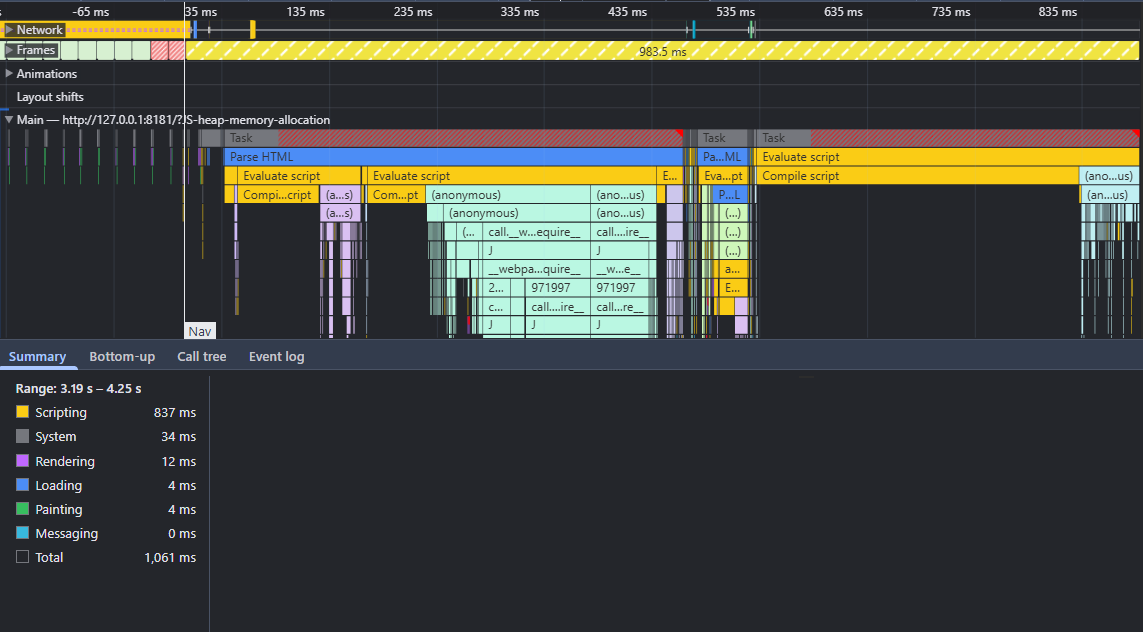 -65 ms 35 ms 135 ms 235 ms 335 ms 435 ms 535 ms 635 ms 735 ms 835 ms
Network
Frames 983.5 ms
Animations
Layout shifts
Main — http://127.0.0.1:8181/?JS-heap-memory-allocation
Task Task Task
Parse HTML Pa...ML Evaluate script
Evaluate script Evaluate script E... Eva...pt Compile script (ano...us)
Compi...cript (a...s) Com...pt (anonymous) (ano...us) P...L (an...us)
(a...s) (anonymous) (ano...us) (...)
(... call.__w...equire__ call....ire__ (...)
J J (...)
__webpa...quire__ __w...e__ a...
2... 971997 971997 E...
c... call....ire__ call...re__
J J J
Nav
Summary Bottom-up Call tree Event log
Range: 3.19 s – 4.25 s
Scripting 837 ms
System 34 ms
Rendering 12 ms
Loading 4 ms
Painting 4 ms
Messaging 0 ms
Total 1,061 ms